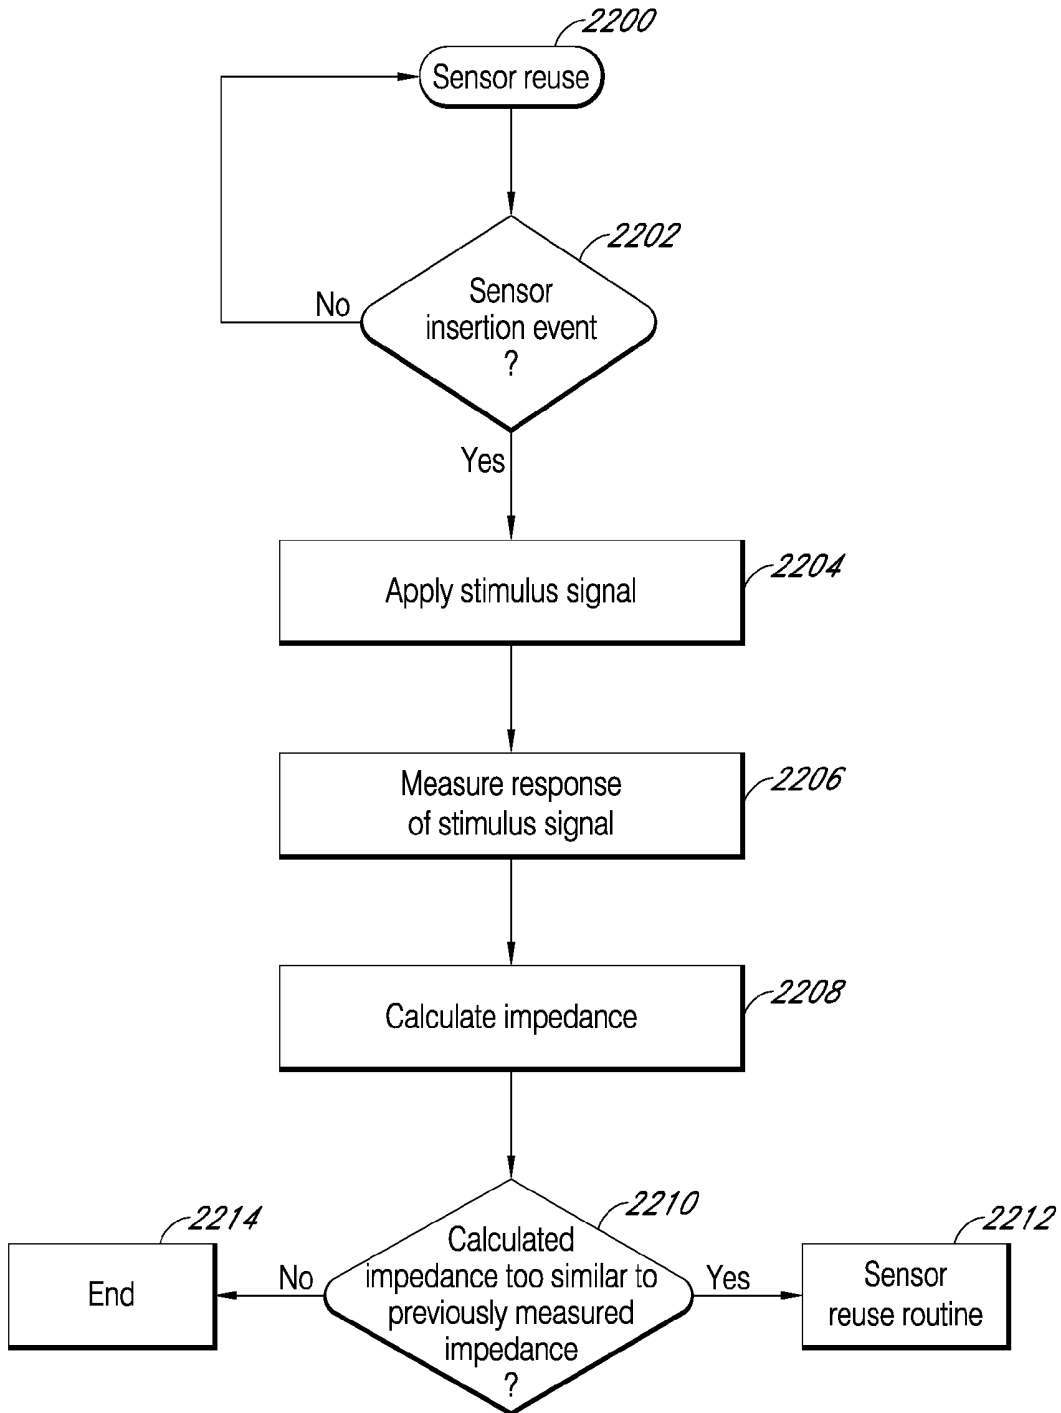 2200
Sensor reuse
2202
Sensor
insertion event
?
No
Yes
2204
Apply stimulus signal
2206
Measure response
of stimulus signal
2208
Calculate impedance
2210
Calculated
impedance too similar to
previously measured
impedance
?
No
Yes
2214
End
2212
Sensor
reuse routine